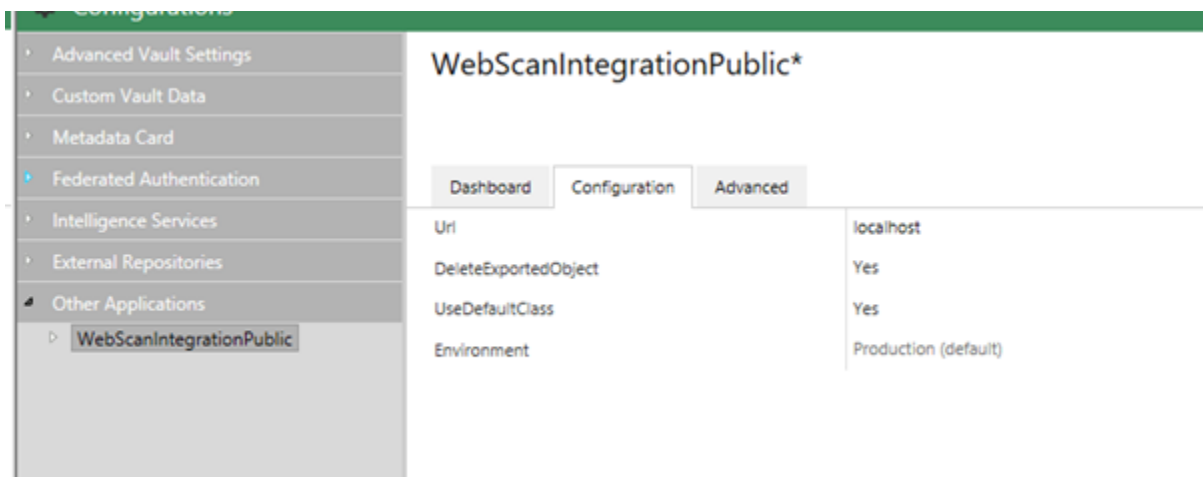 Configurations
Advanced Vault Settings
Custom Vault Data
Metadata Card
Federated Authentication
Intelligence Services
External Repositories
Other Applications
WebScanIntegrationPublic
WebScanIntegrationPublic*
Dashboard Configuration Advanced
Url localhost
DeleteExportedObject Yes
UseDefaultClass Yes
Environment Production (default)